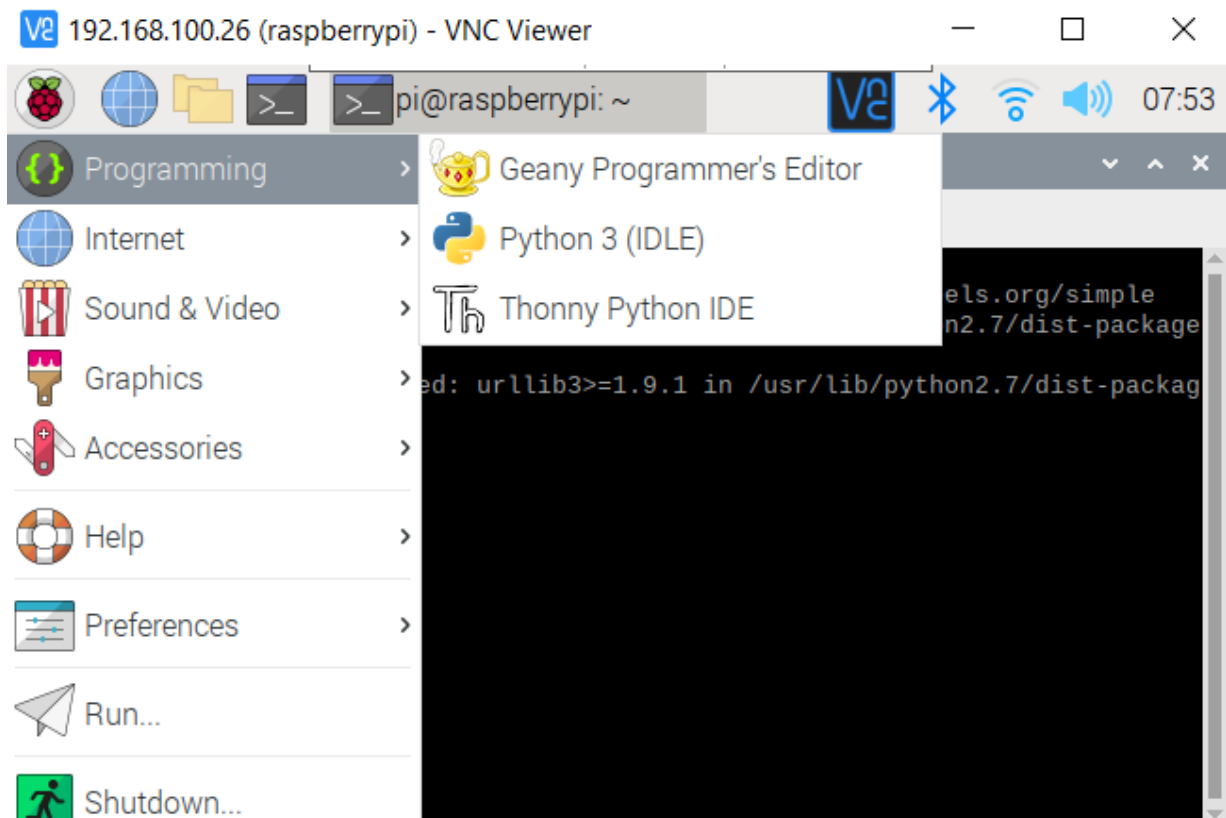 192.168.100.26 (raspberrypi) - VNC Viewer
pi@raspberrypi: ~
07:53
Programming
Geany Programmer's Editor
Internet
Python 3 (IDLE)
Sound & Video
Thonny Python IDE
els.org/simple
n2.7/dist-package
Graphics
ed: urllib3>=1.9.1 in /usr/lib/python2.7/dist-packag
Accessories
Help
Preferences
Run...
Shutdown...